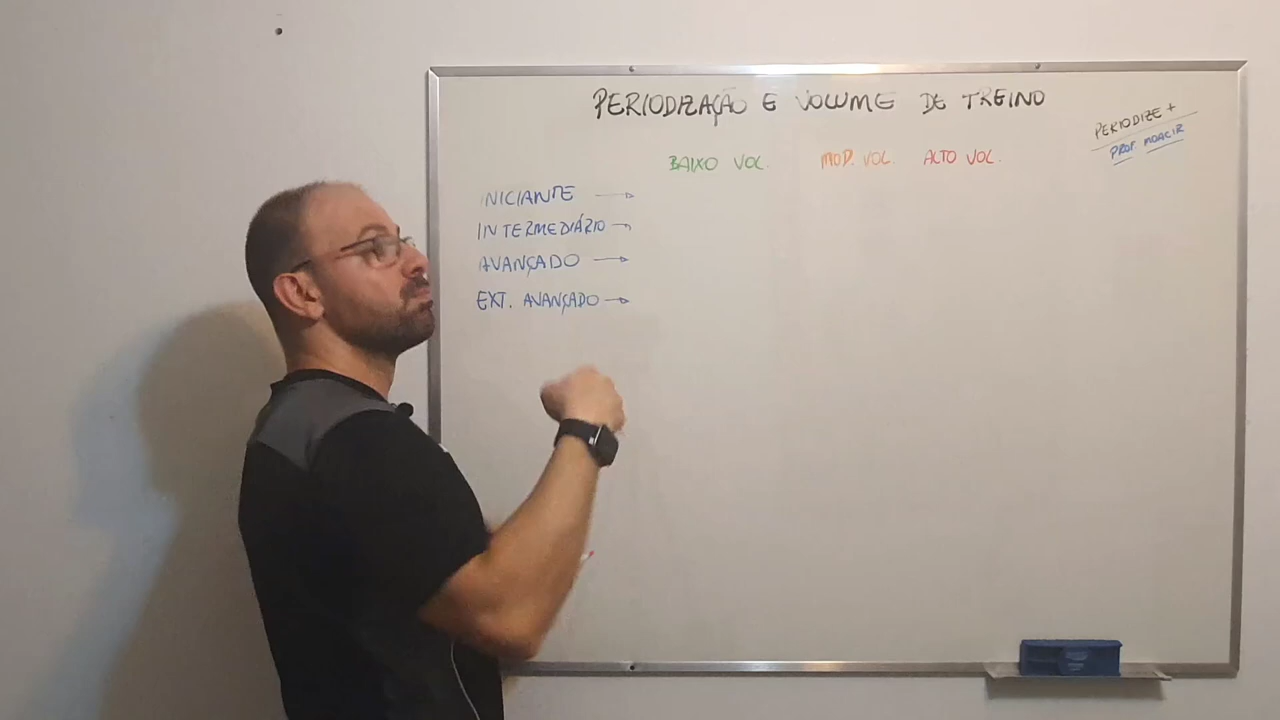 PERIODIZAÇÃO E VOLUME DE TREINO
PERIODIZE +
PROF. MOACIR
BAIXO VOL. MOD. VOL. ALTO VOL.
INICIANTE →
INTERMEDIÁRIO →
AVANÇADO →
EXT. AVANÇADO →